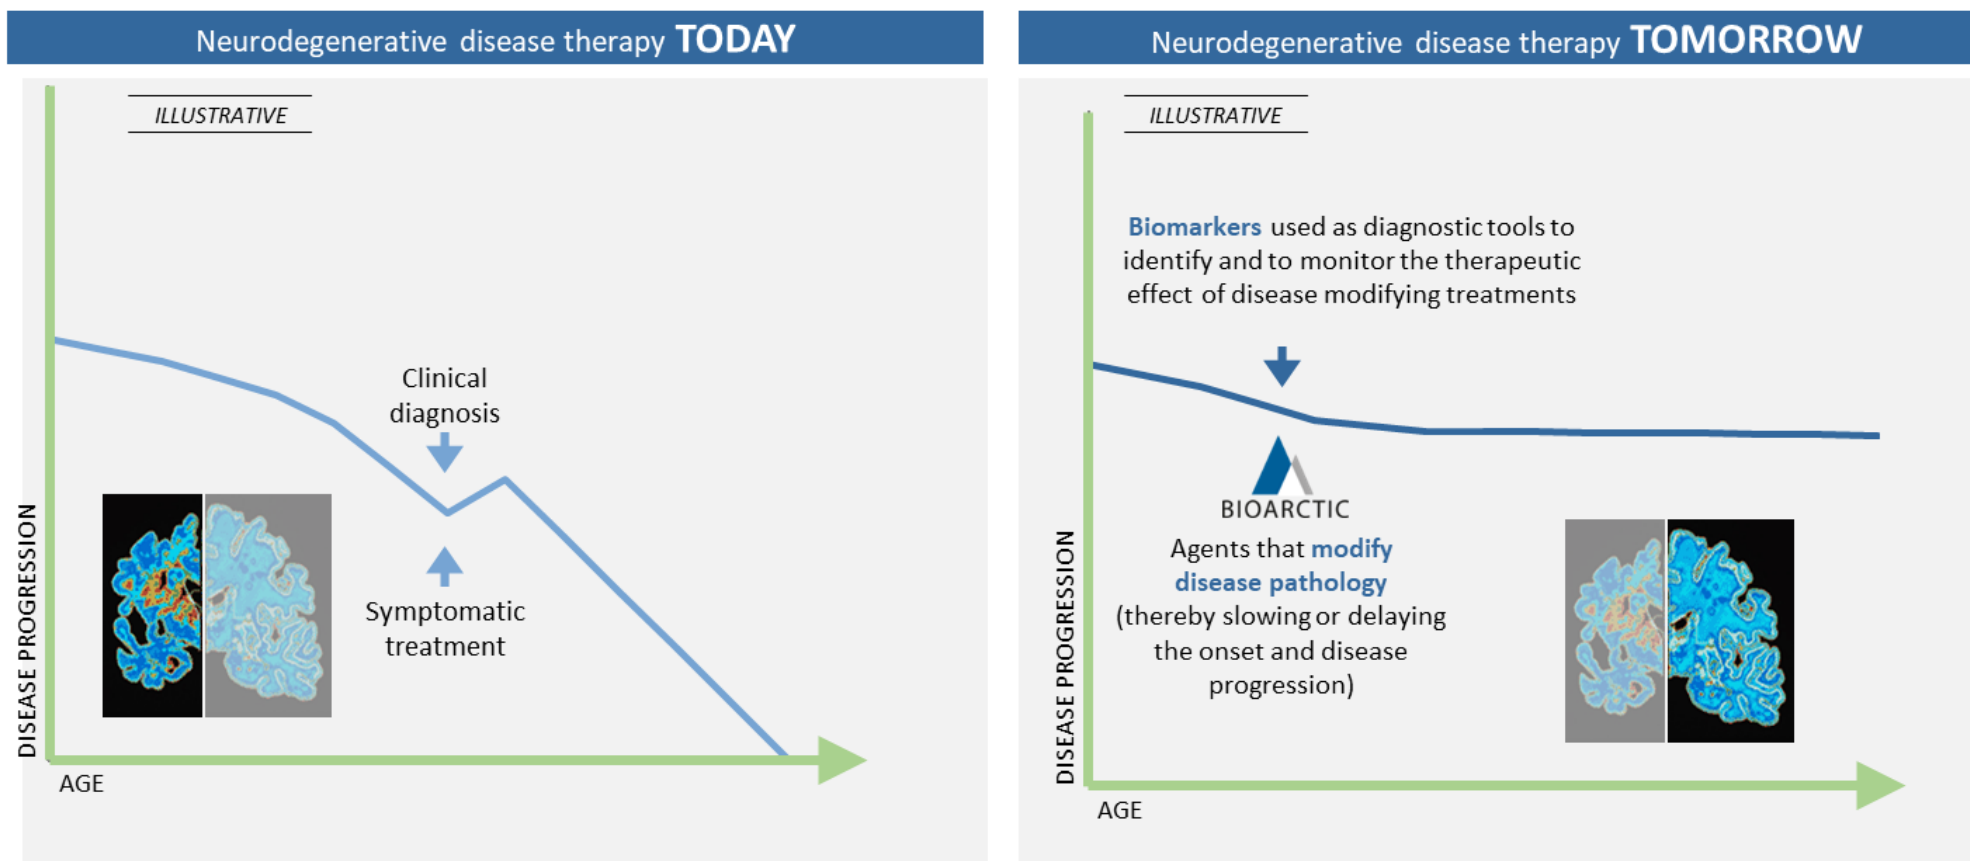 Neurodegenerative disease therapy TODAY
ILLUSTRATIVE
Clinical
diagnosis
Symptomatic
treatment
DISEASE PROGRESSION
AGE
Neurodegenerative disease therapy TOMORROW
ILLUSTRATIVE
Biomarkers used as diagnostic tools to
identify and to monitor the therapeutic
effect of disease modifying treatments
BIOARCTIC
Agents that modify
disease pathology
(thereby slowing or delaying
the onset and disease
progression)
DISEASE PROGRESSION
AGE